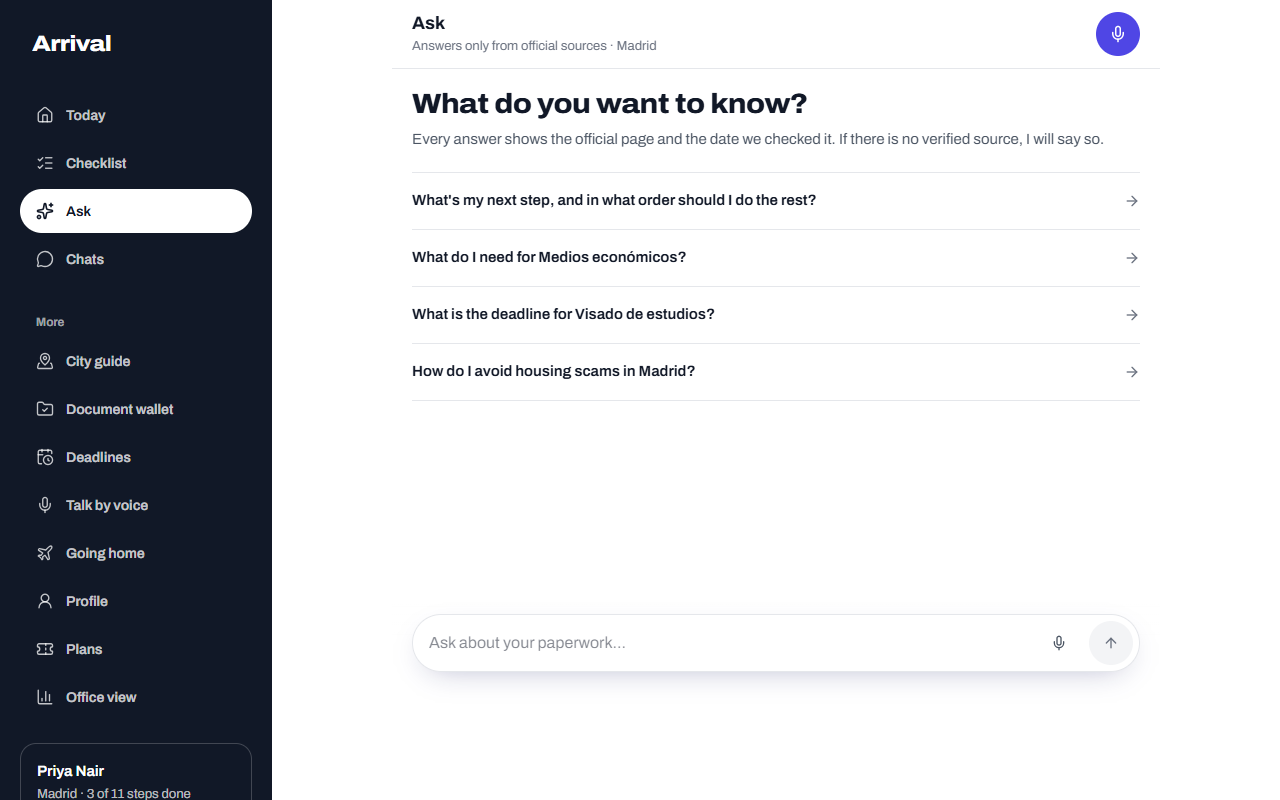 Arrival
Today
Checklist
Ask
Chats
More
City guide
Document wallet
Deadlines
Talk by voice
Going home
Profile
Plans
Office view
Priya Nair
Madrid · 3 of 11 steps done
Ask
Answers only from official sources · Madrid
What do you want to know?
Every answer shows the official page and the date we checked it. If there is no verified source, I will say so.
What's my next step, and in what order should I do the rest?
What do I need for Medios económicos?
What is the deadline for Visado de estudios?
How do I avoid housing scams in Madrid?
Ask about your paperwork...